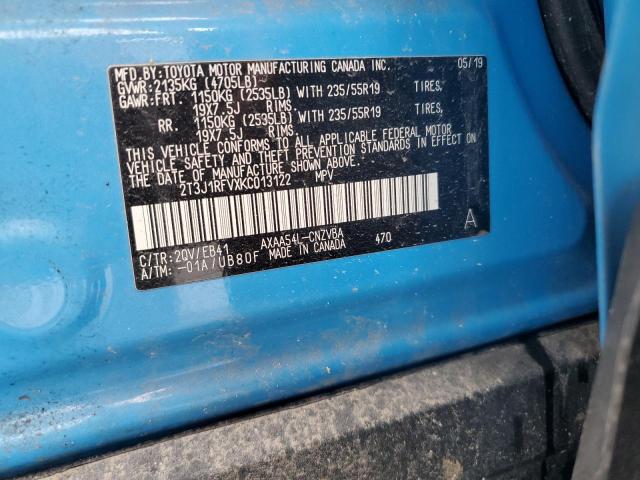 MFD.BY: TOYOTA MOTOR MANUFACTURING CANADA INC. 05/19
GVWR: 2135KG (4705LB)
GAWR: FRT. 1150KG (2535LB) WITH 235/55R19 TIRES,
19X7.5J RIMS
RR. 1150KG (2535LB) WITH 235/55R19 TIRES,
19X7.5J RIMS
THIS VEHICLE CONFORMS TO ALL APPLICABLE FEDERAL MOTOR
VEHICLE SAFETY AND THEFT PREVENTION STANDARDS IN EFFECT
ON THE DATE OF MANUFACTURE SHOWN ABOVE.
2T3J1RFVXKC013122 MPV
A
C/TR: 2QV/EB41 AXAA54L-CNZVBA 470
A/TM: -01A/UB80F MADE IN CANADA